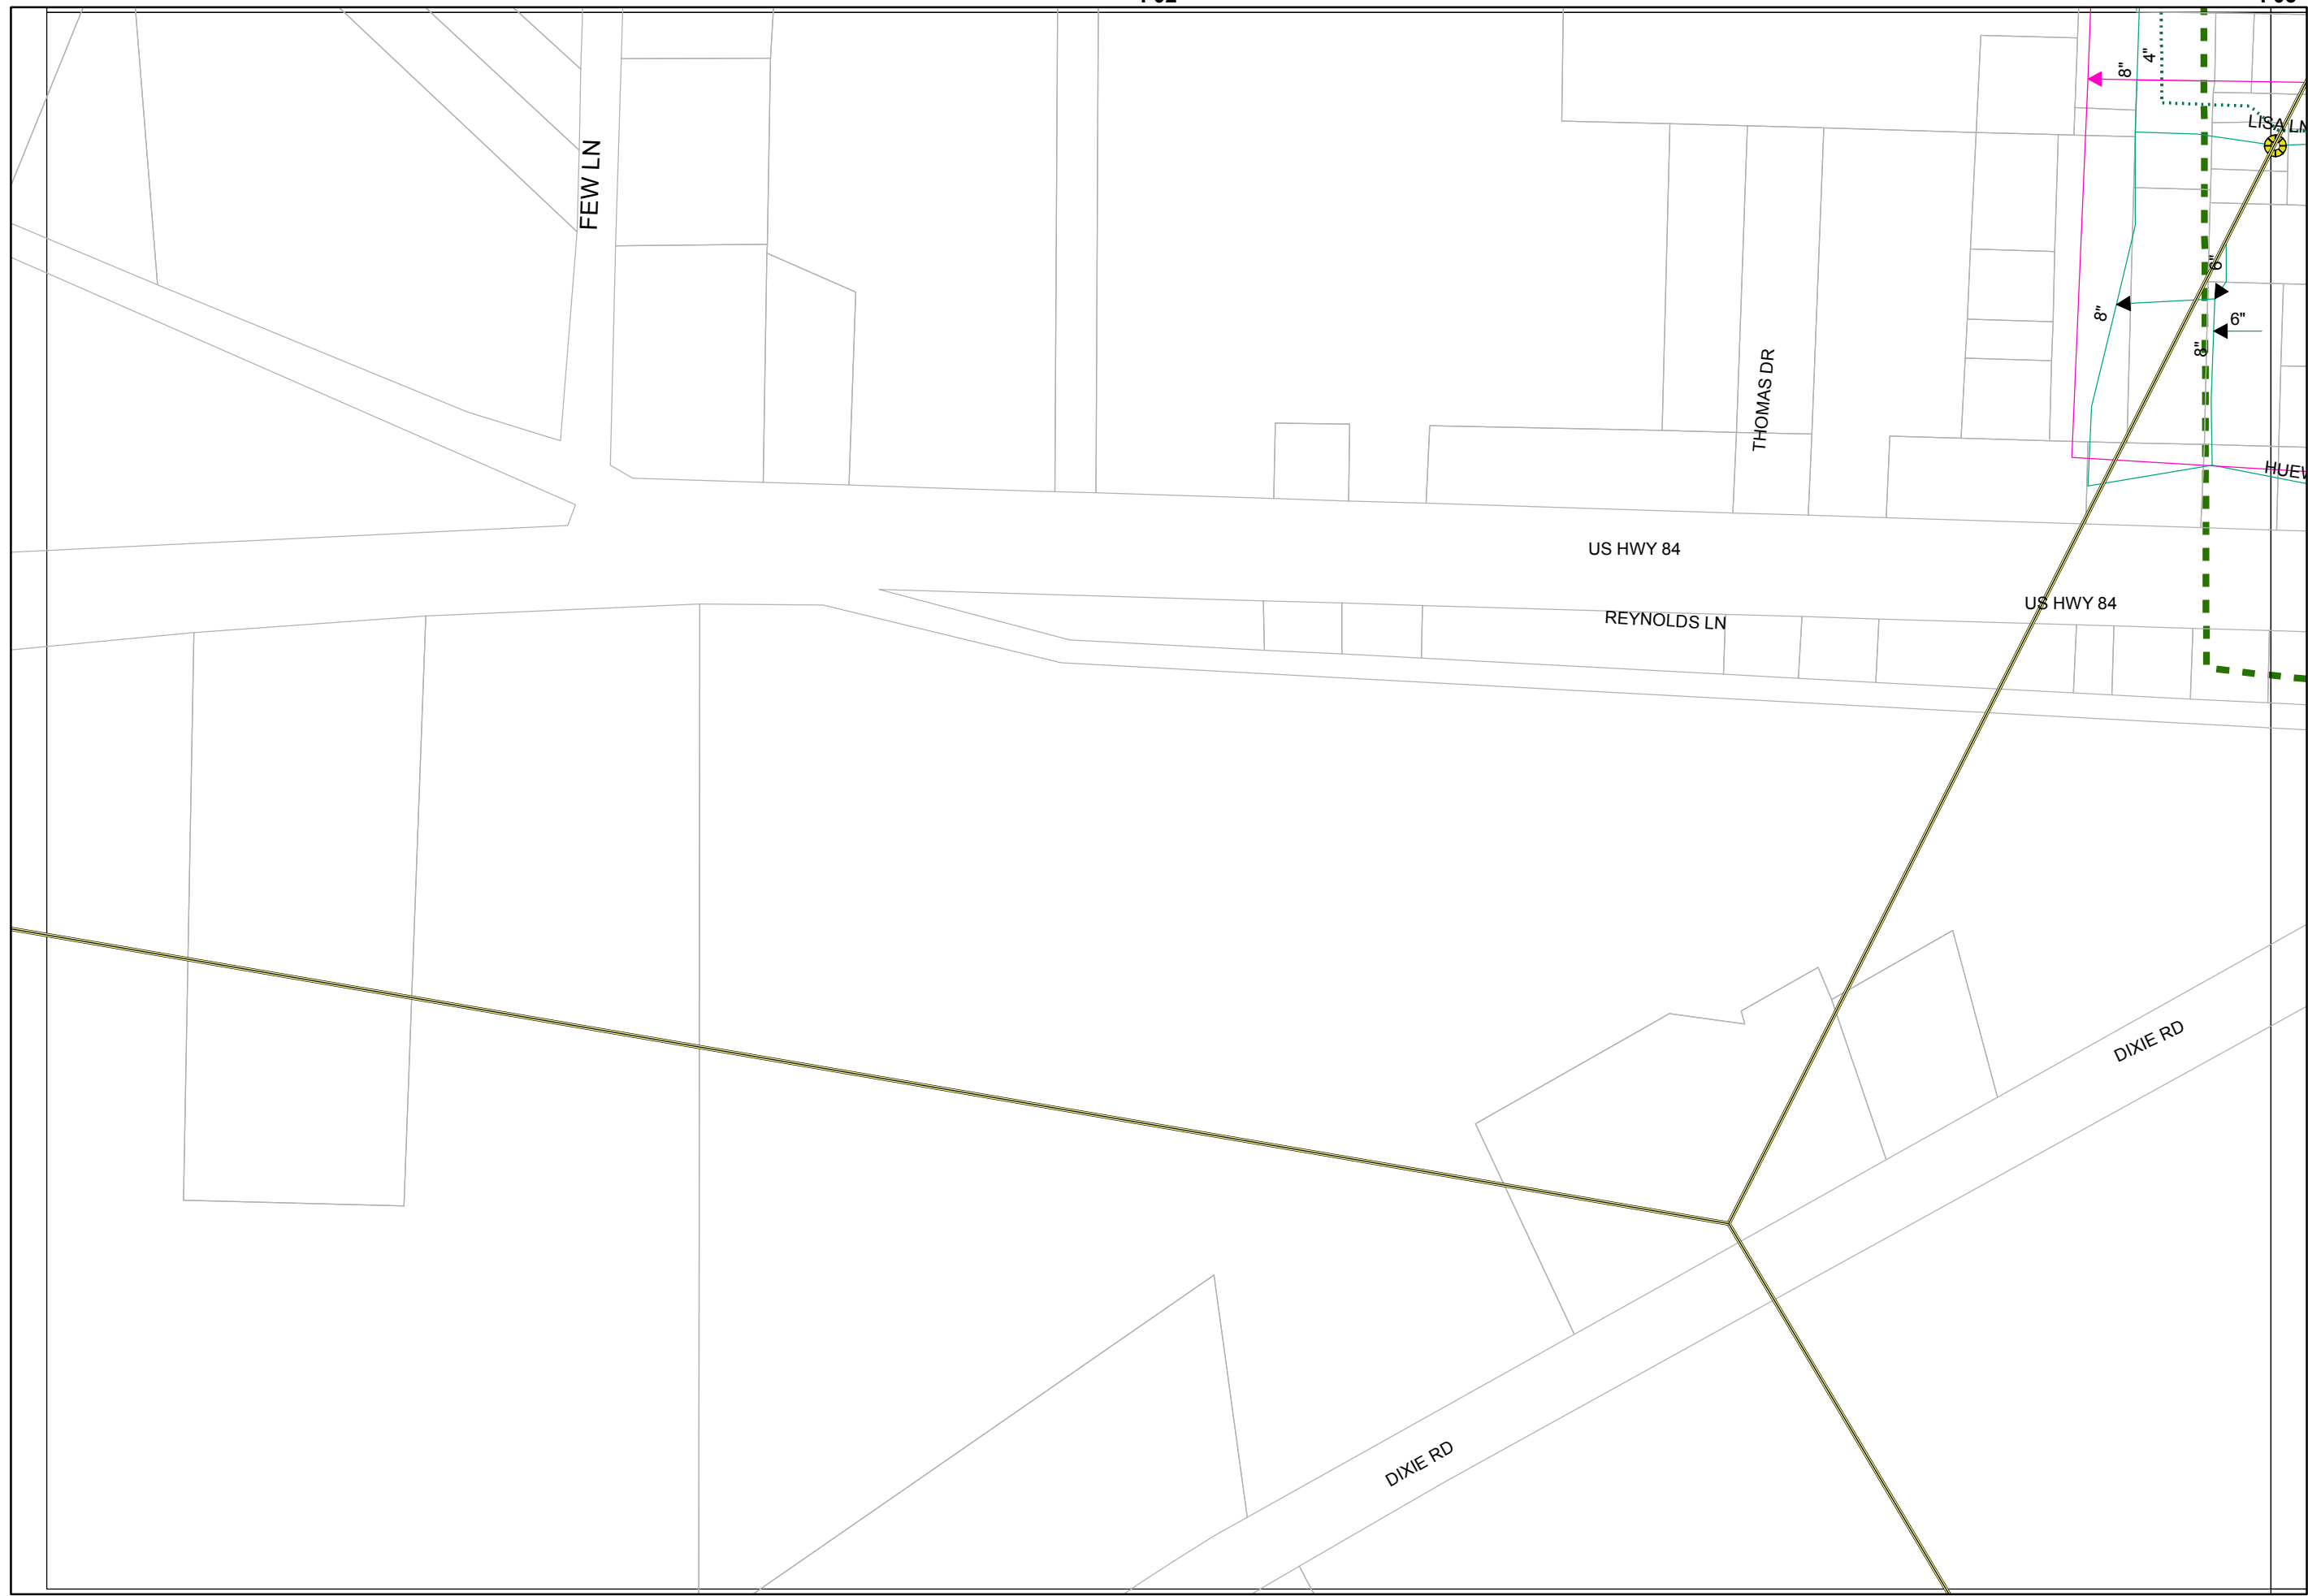 4"
8"
LISA LN
FEW LN
6"
8"
6"
8"
THOMAS DR
US HWY 84
US HWY 84
REYNOLDS LN
DIXIE RD
DIXIE RD